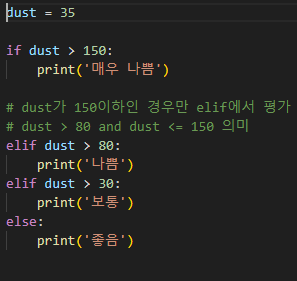 dust = 35
if dust > 150:
    print('매우 나쁨')
# dust가 150이하인 경우만 elif에서 평가
# dust > 80 and dust <= 150 의미
elif dust > 80:
    print('나쁨')
elif dust > 30:
    print('보통')
else:
    print('좋음')